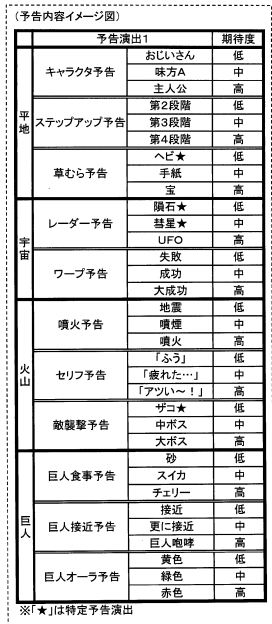 (予告内容イメージ図)
予告演出1 期待度
平地 キャラクタ予告 おじいさん 低
味方A 中
主人公 高
ステップアップ予告 第2段階 低
第3段階 中
第4段階 高
草むら予告 ヘビ★ 低
手紙 中
宝 高
宇宙 レーダー予告 隕石★ 低
彗星★ 中
UFO 高
ワープ予告 失敗 低
成功 中
大成功 高
火山 噴火予告 地震 低
噴煙 中
噴火 高
セリフ予告 「ふう」 低
「疲れた…」 中
「アツい～!」 高
敵襲撃予告 ザコ★ 低
中ボス 中
大ボス 高
巨人 巨人食事予告 砂 低
スイカ 中
チェリー 高
巨人接近予告 接近 低
更に接近 中
巨人咆哮 高
巨人オーラ予告 黄色 低
緑色 中
赤色 高
※「★」は特定予告演出